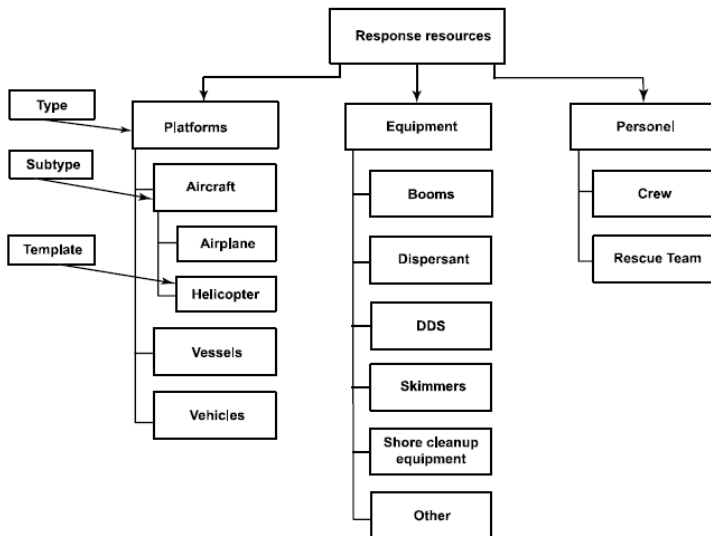 Response resources
Type
Platforms
Equipment
Personel
Subtype
Aircraft
Booms
Crew
Airplane
Dispersant
Rescue Team
Template
Helicopter
DDS
Vessels
Skimmers
Vehicles
Shore cleanup
equipment
Other